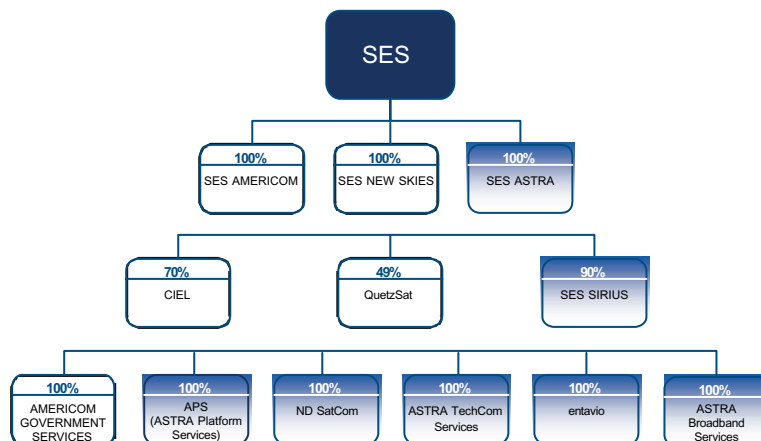 SES
100%
SES AMERICOM
100%
SES NEW SKIES
100%
SES ASTRA
70%
CIEL
49%
QuetzSat
90%
SES SIRIUS
100%
AMERICOM
GOVERNMENT
SERVICES
100%
APS
(ASTRA Platform
Services)
100%
ND SatCom
100%
ASTRA TechCom
Services
100%
entavio
100%
ASTRA
Broadband
Services